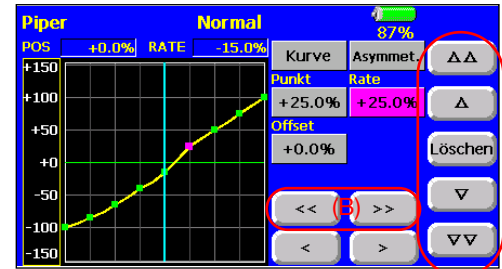 Piper Normal 87%
POS +0.0% RATE -15.0%
Kurve Asymmet. △△
Punkt Rate
+25.0% +25.0% △
Offset
+0.0% Löschen
<< (B) >> ▽
< > ▽▽
+150
+100
+50
+0
-50
-100
-150